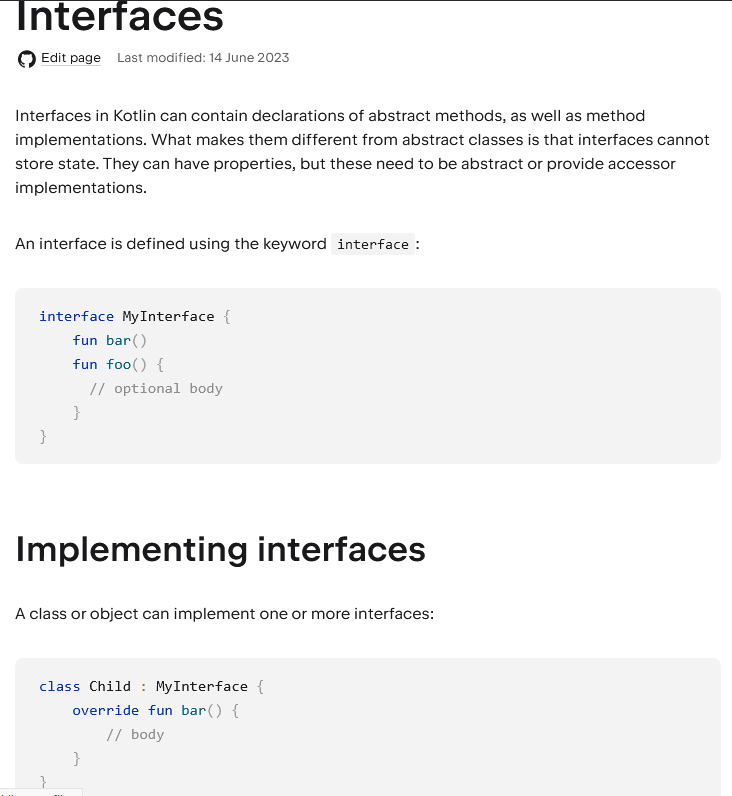 Interfaces
Edit page Last modified: 14 June 2023
Interfaces in Kotlin can contain declarations of abstract methods, as well as method
implementations. What makes them different from abstract classes is that interfaces cannot
store state. They can have properties, but these need to be abstract or provide accessor
implementations.
An interface is defined using the keyword interface :
interface MyInterface {
    fun bar()
    fun foo() {
      // optional body
    }
}
Implementing interfaces
A class or object can implement one or more interfaces:
class Child : MyInterface {
    override fun bar() {
        // body
    }
}